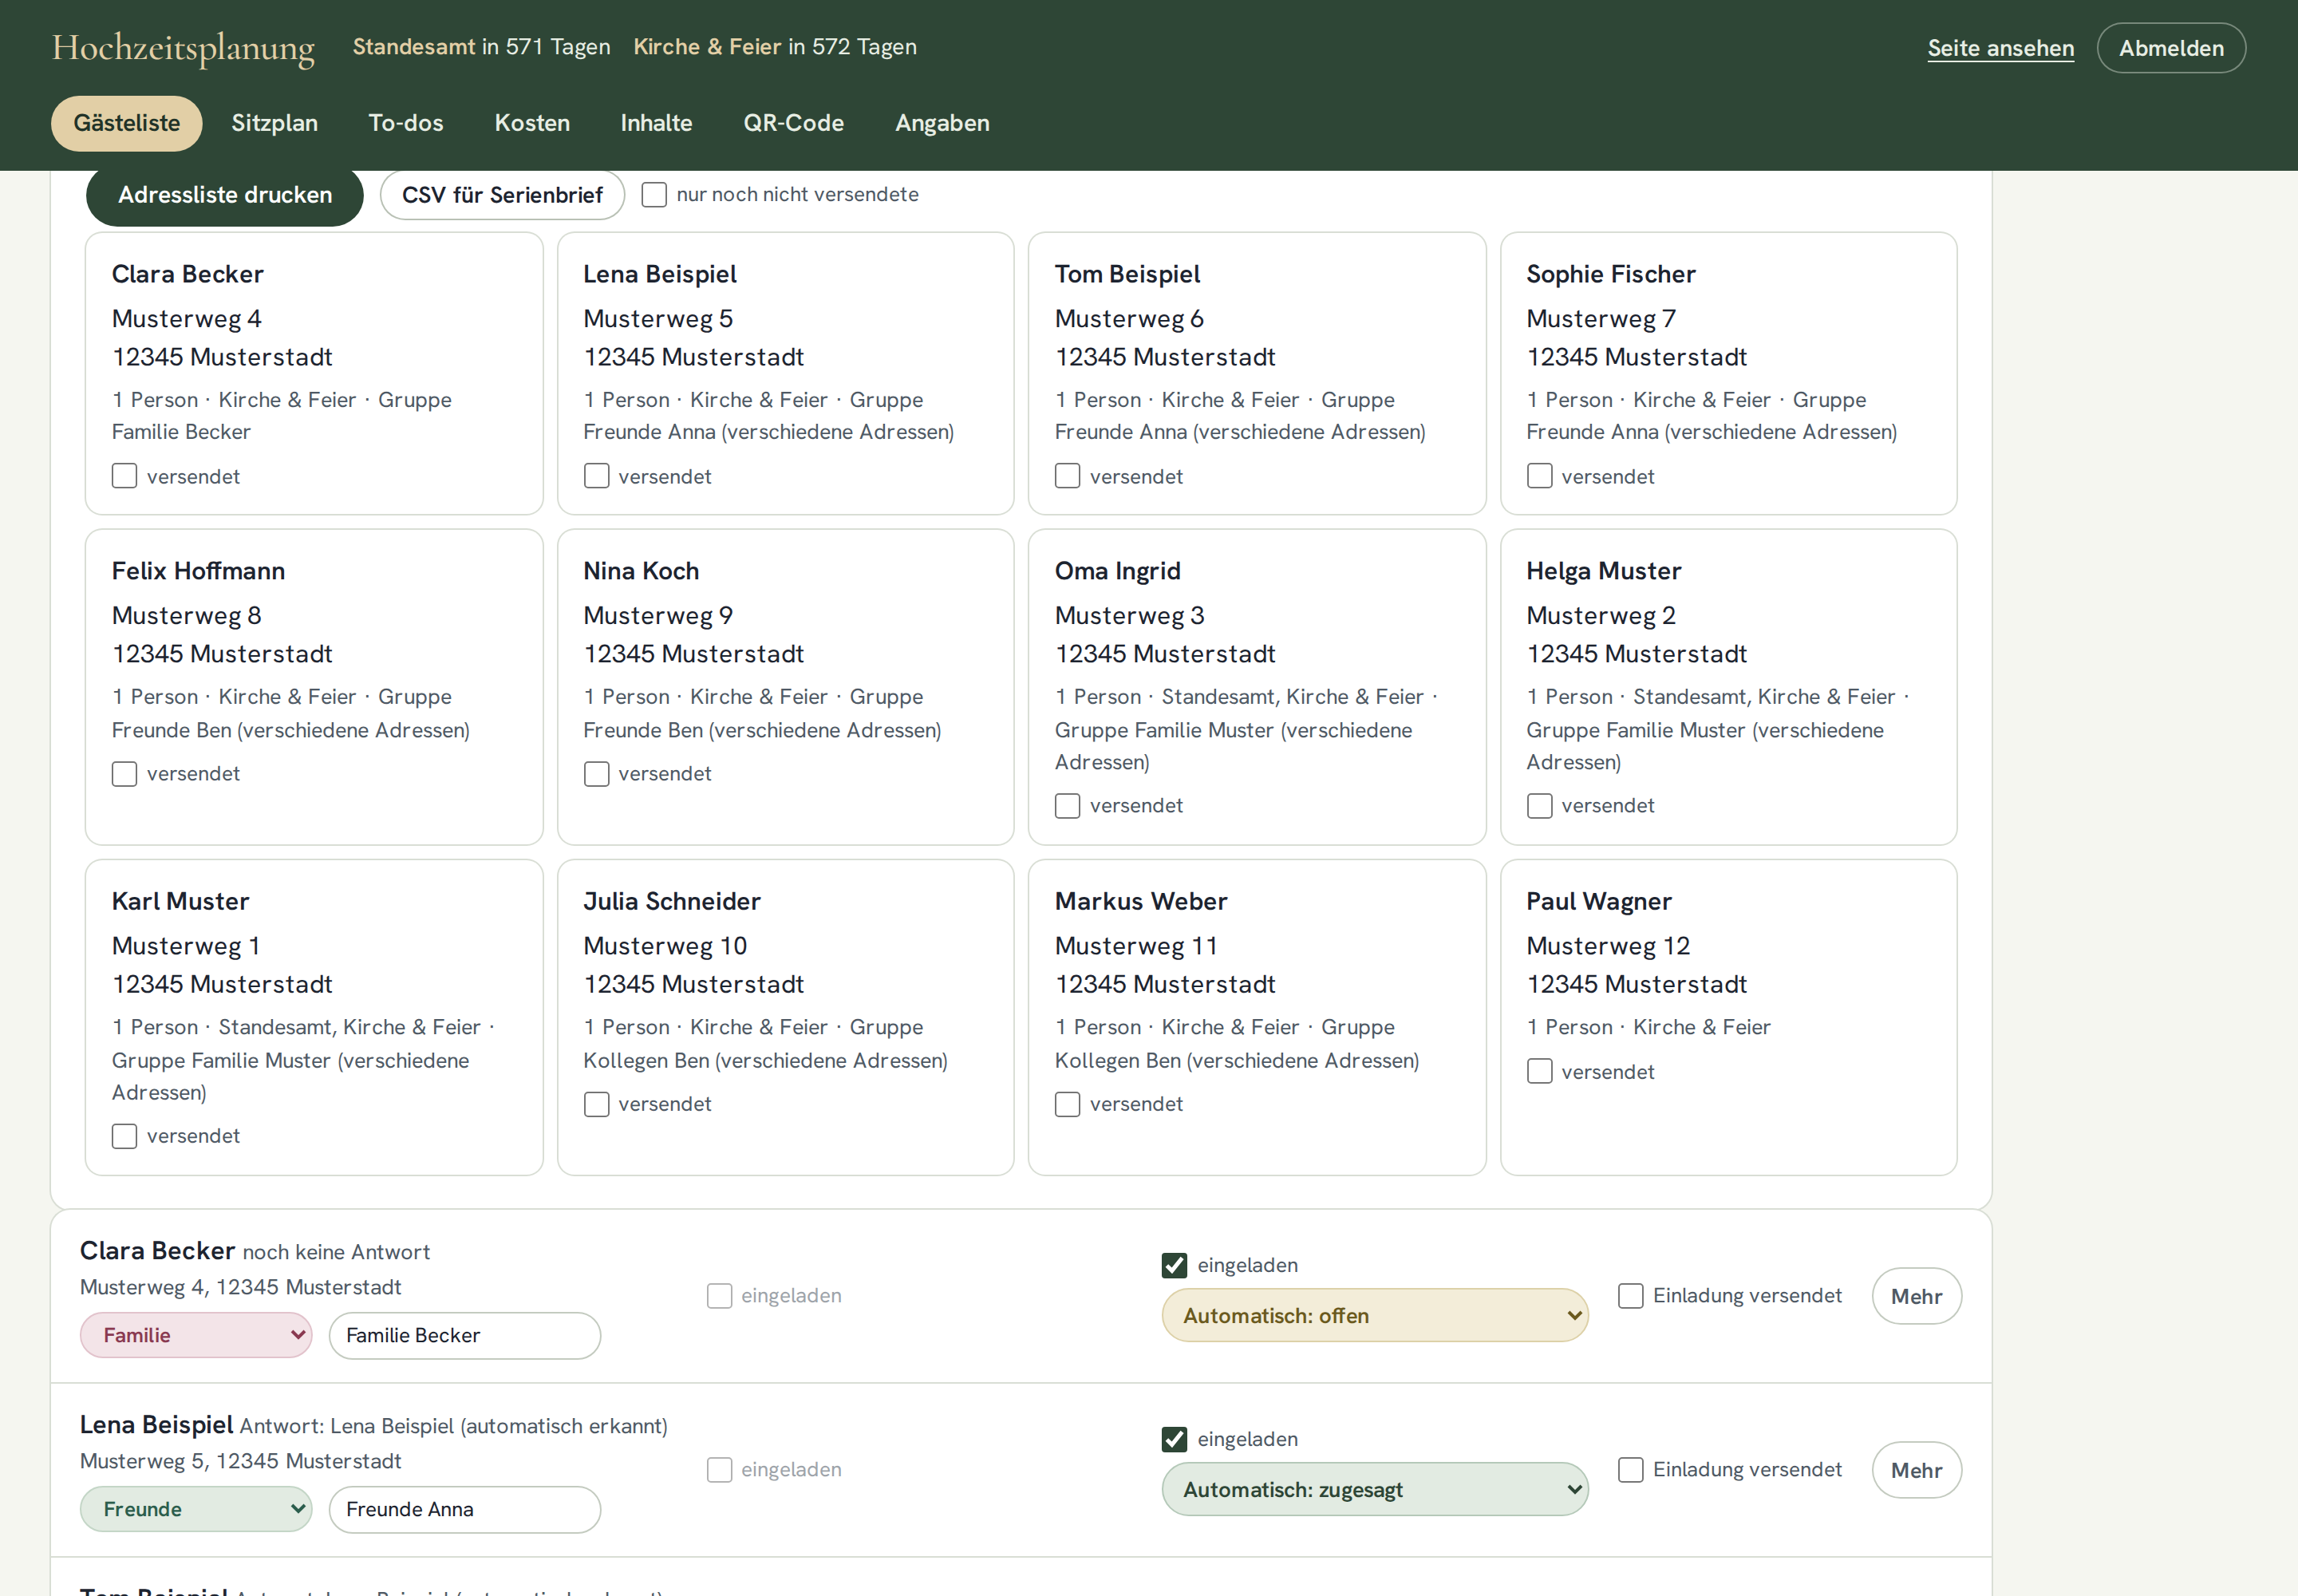 Hochzeitsplanung
Standesamt in 571 Tagen Kirche & Feier in 572 Tagen
Seite ansehen
Abmelden
Gästeliste Sitzplan To-dos Kosten Inhalte QR-Code Angaben
Adressliste drucken CSV für Serienbrief nur noch nicht versendete
Clara Becker
Musterweg 4
12345 Musterstadt
1 Person · Kirche & Feier · Gruppe
Familie Becker
versendet
Lena Beispiel
Musterweg 5
12345 Musterstadt
1 Person · Kirche & Feier · Gruppe
Freunde Anna (verschiedene Adressen)
versendet
Tom Beispiel
Musterweg 6
12345 Musterstadt
1 Person · Kirche & Feier · Gruppe
Freunde Anna (verschiedene Adressen)
versendet
Sophie Fischer
Musterweg 7
12345 Musterstadt
1 Person · Kirche & Feier · Gruppe
Freunde Anna (verschiedene Adressen)
versendet
Felix Hoffmann
Musterweg 8
12345 Musterstadt
1 Person · Kirche & Feier · Gruppe
Freunde Ben (verschiedene Adressen)
versendet
Nina Koch
Musterweg 9
12345 Musterstadt
1 Person · Kirche & Feier · Gruppe
Freunde Ben (verschiedene Adressen)
versendet
Oma Ingrid
Musterweg 3
12345 Musterstadt
1 Person · Standesamt, Kirche & Feier ·
Gruppe Familie Muster (verschiedene
Adressen)
versendet
Helga Muster
Musterweg 2
12345 Musterstadt
1 Person · Standesamt, Kirche & Feier ·
Gruppe Familie Muster (verschiedene
Adressen)
versendet
Karl Muster
Musterweg 1
12345 Musterstadt
1 Person · Standesamt, Kirche & Feier ·
Gruppe Familie Muster (verschiedene
Adressen)
versendet
Julia Schneider
Musterweg 10
12345 Musterstadt
1 Person · Kirche & Feier · Gruppe
Kollegen Ben (verschiedene Adressen)
versendet
Markus Weber
Musterweg 11
12345 Musterstadt
1 Person · Kirche & Feier · Gruppe
Kollegen Ben (verschiedene Adressen)
versendet
Paul Wagner
Musterweg 12
12345 Musterstadt
1 Person · Kirche & Feier
versendet
Clara Becker noch keine Antwort
Musterweg 4, 12345 Musterstadt
Familie
Familie Becker
eingeladen
eingeladen
Automatisch: offen
Einladung versendet
Mehr
Lena Beispiel Antwort: Lena Beispiel (automatisch erkannt)
Musterweg 5, 12345 Musterstadt
Freunde
Freunde Anna
eingeladen
eingeladen
Automatisch: zugesagt
Einladung versendet
Mehr